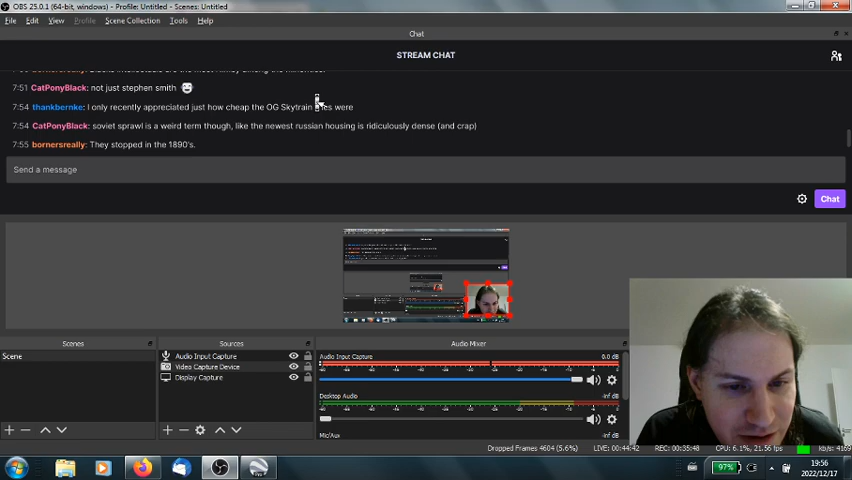 OBS 25.0.1 (64-bit, windows) - Profile: Untitled - Scenes: Untitled
File Edit View Profile Scene Collection Tools Help
Chat
STREAM CHAT
7:51 CatPonyBlack: not just stephen smith
7:54 thankbernke: I only recently appreciated just how cheap the OG Skytrain were
7:54 CatPonyBlack: soviet sprawl is a weird term though, like the newest russian housing is ridiculously dense (and crap)
7:55 bornersreally: They stopped in the 1890's.
Send a message
Chat
Scenes Sources Audio Mixer
Scene
Audio Input Capture
Video Capture Device
Display Capture
Audio Input Capture 0.0 dB
Desktop Audio -inf dB
Mic/Aux -inf dB
Dropped Frames 4604 (5.6%) LIVE: 00:44:42 REC: 00:35:48 CPU: 6.1%, 21.56 fps kb/s: 4169
97% 19:56
2022/12/17